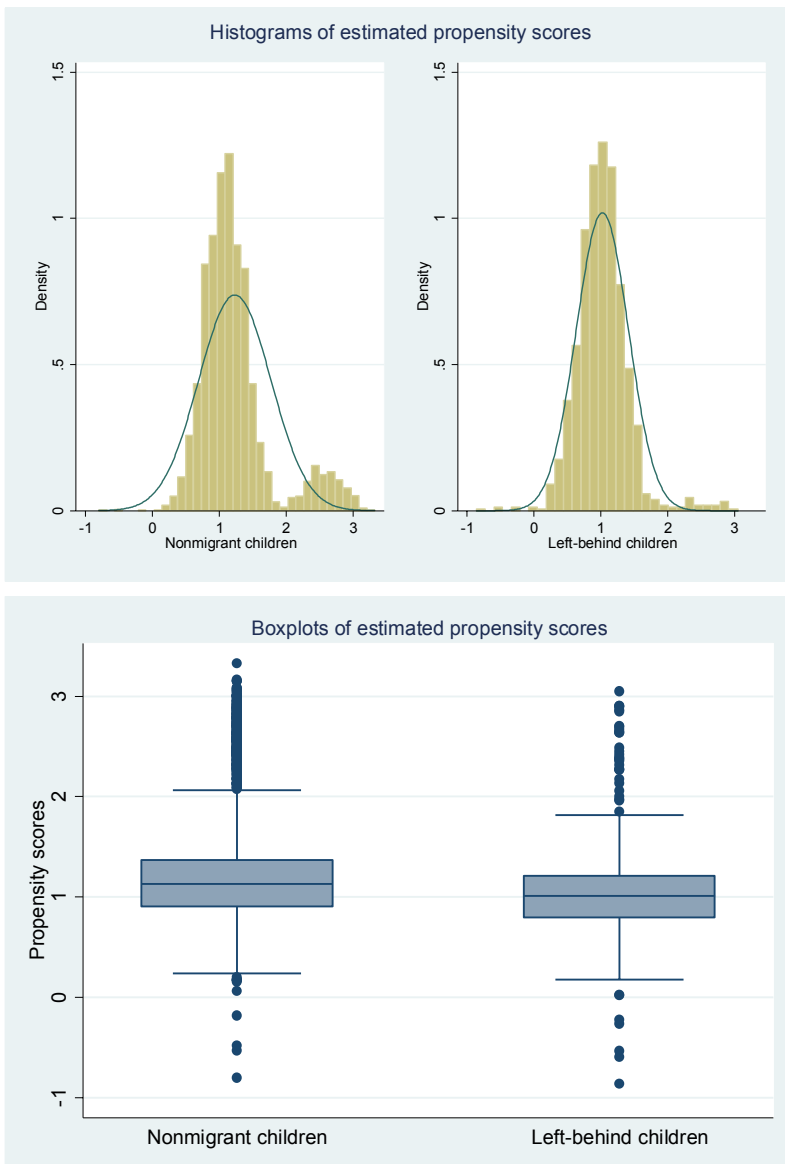 Histograms of estimated propensity scores
1.5
1
.5
0
Density
-1 0 1 2 3
Nonmigrant children
1.5
1
.5
0
Density
-1 0 1 2 3
Left-behind children
Boxplots of estimated propensity scores
3
2
1
0
-1
Propensity scores
Nonmigrant children
Left-behind children